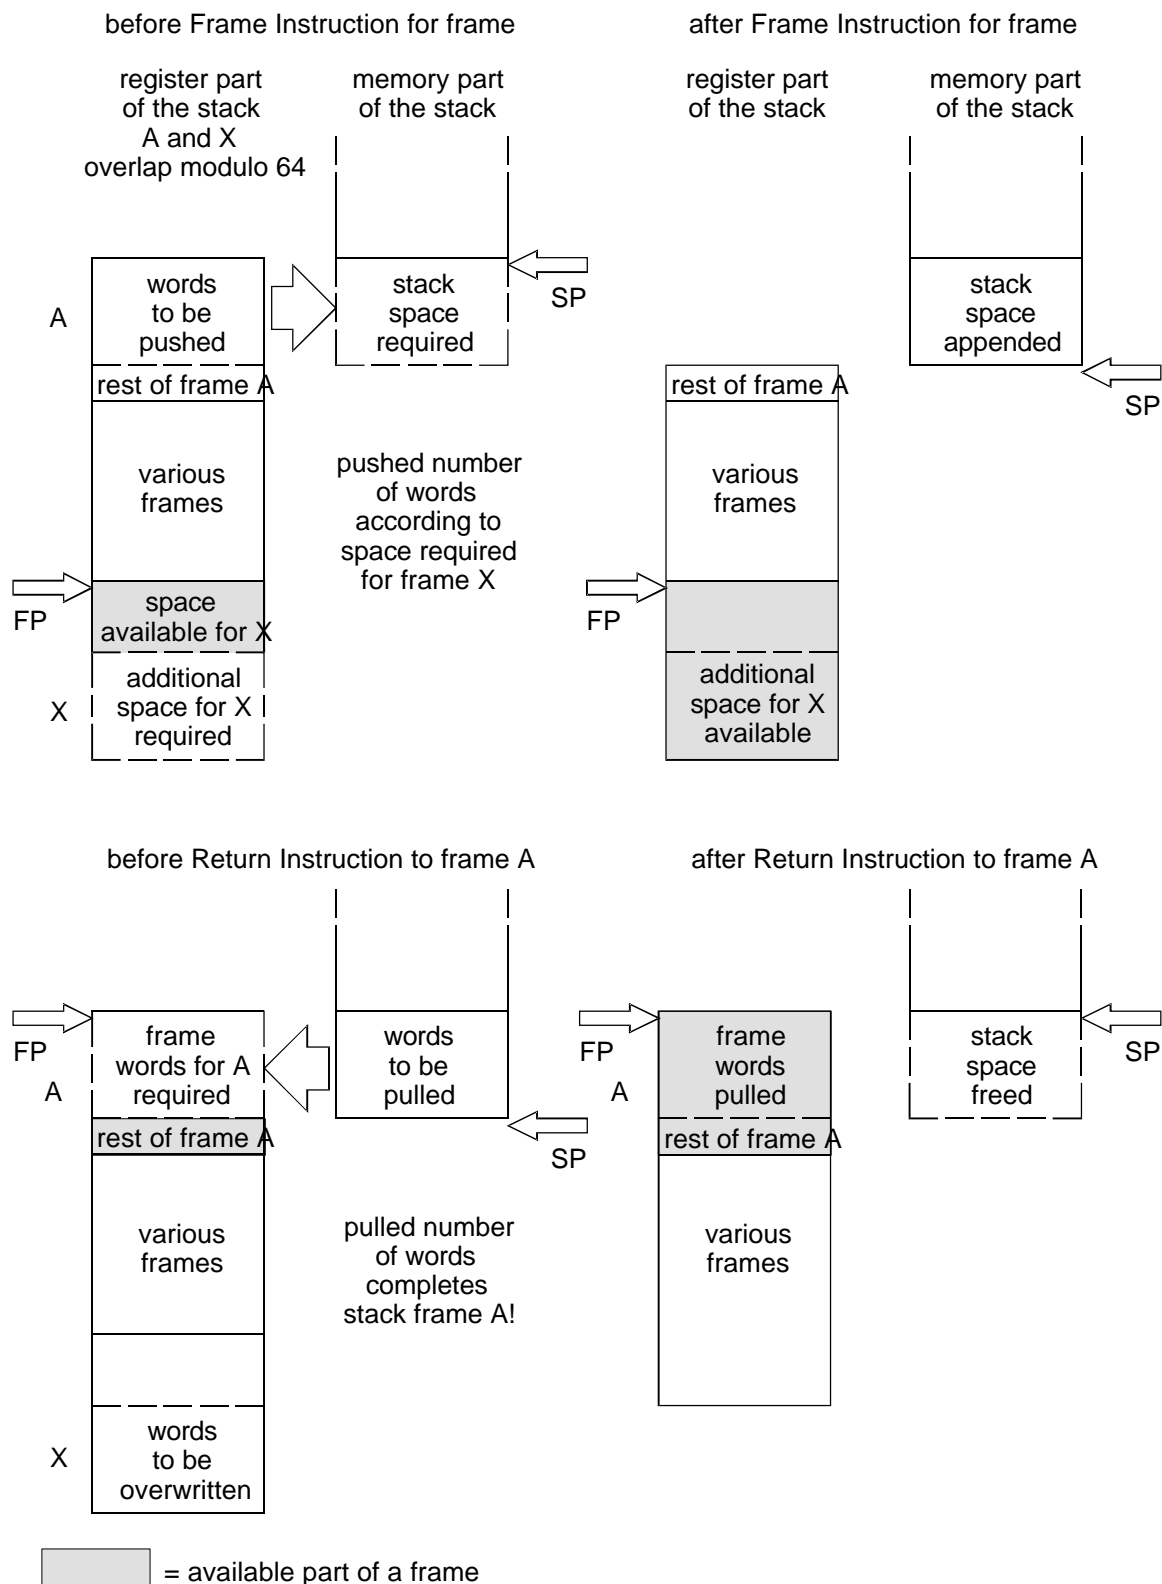 before Frame Instruction for frame
after Frame Instruction for frame
register part
of the stack
A and X
overlap modulo 64
memory part
of the stack
register part
of the stack
memory part
of the stack
A
words
to be
pushed
rest of frame A
various
frames
FP
space
available for X
X
additional
space for X
required
stack
space
required
SP
pushed number
of words
according to
space required
for frame X
rest of frame A
various
frames
FP
additional
space for X
available
stack
space
appended
SP
before Return Instruction to frame A
after Return Instruction to frame A
FP
A
frame
words for A
required
rest of frame A
various
frames
X
words
to be
overwritten
words
to be
pulled
SP
pulled number
of words
completes
stack frame A!
FP
A
frame
words
pulled
rest of frame A
various
frames
stack
space
freed
SP
= available part of a frame